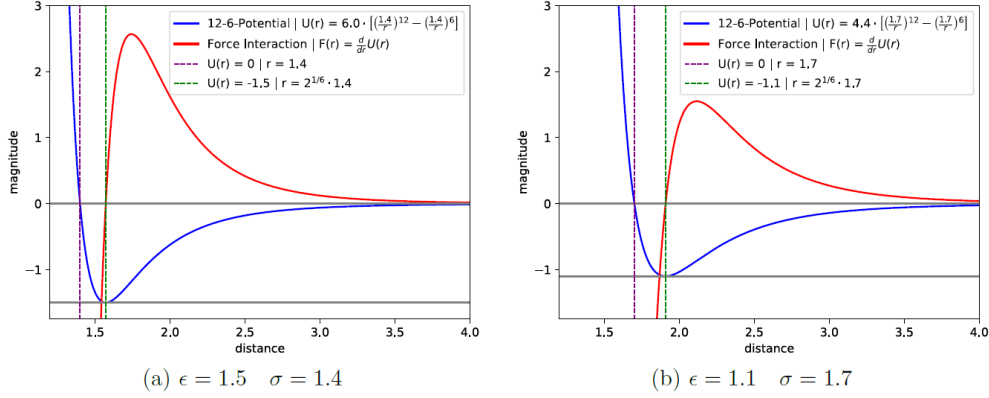 12-6-Potential | U(r) = 6.0 · [(1.4/r)^12 − (1.4/r)^6]
Force Interaction | F(r) = d/dr U(r)
U(r) = 0 | r = 1.4
U(r) = -1.5 | r = 2^1/6 · 1.4
magnitude
3
2
1
0
−1
1.5 2.0 2.5 3.0 3.5 4.0
distance
(a) ϵ = 1.5 σ = 1.4
12-6-Potential | U(r) = 4.4 · [(1.7/r)^12 − (1.7/r)^6]
Force Interaction | F(r) = d/dr U(r)
U(r) = 0 | r = 1.7
U(r) = -1.1 | r = 2^1/6 · 1.7
magnitude
3
2
1
0
−1
1.5 2.0 2.5 3.0 3.5 4.0
distance
(b) ϵ = 1.1 σ = 1.7